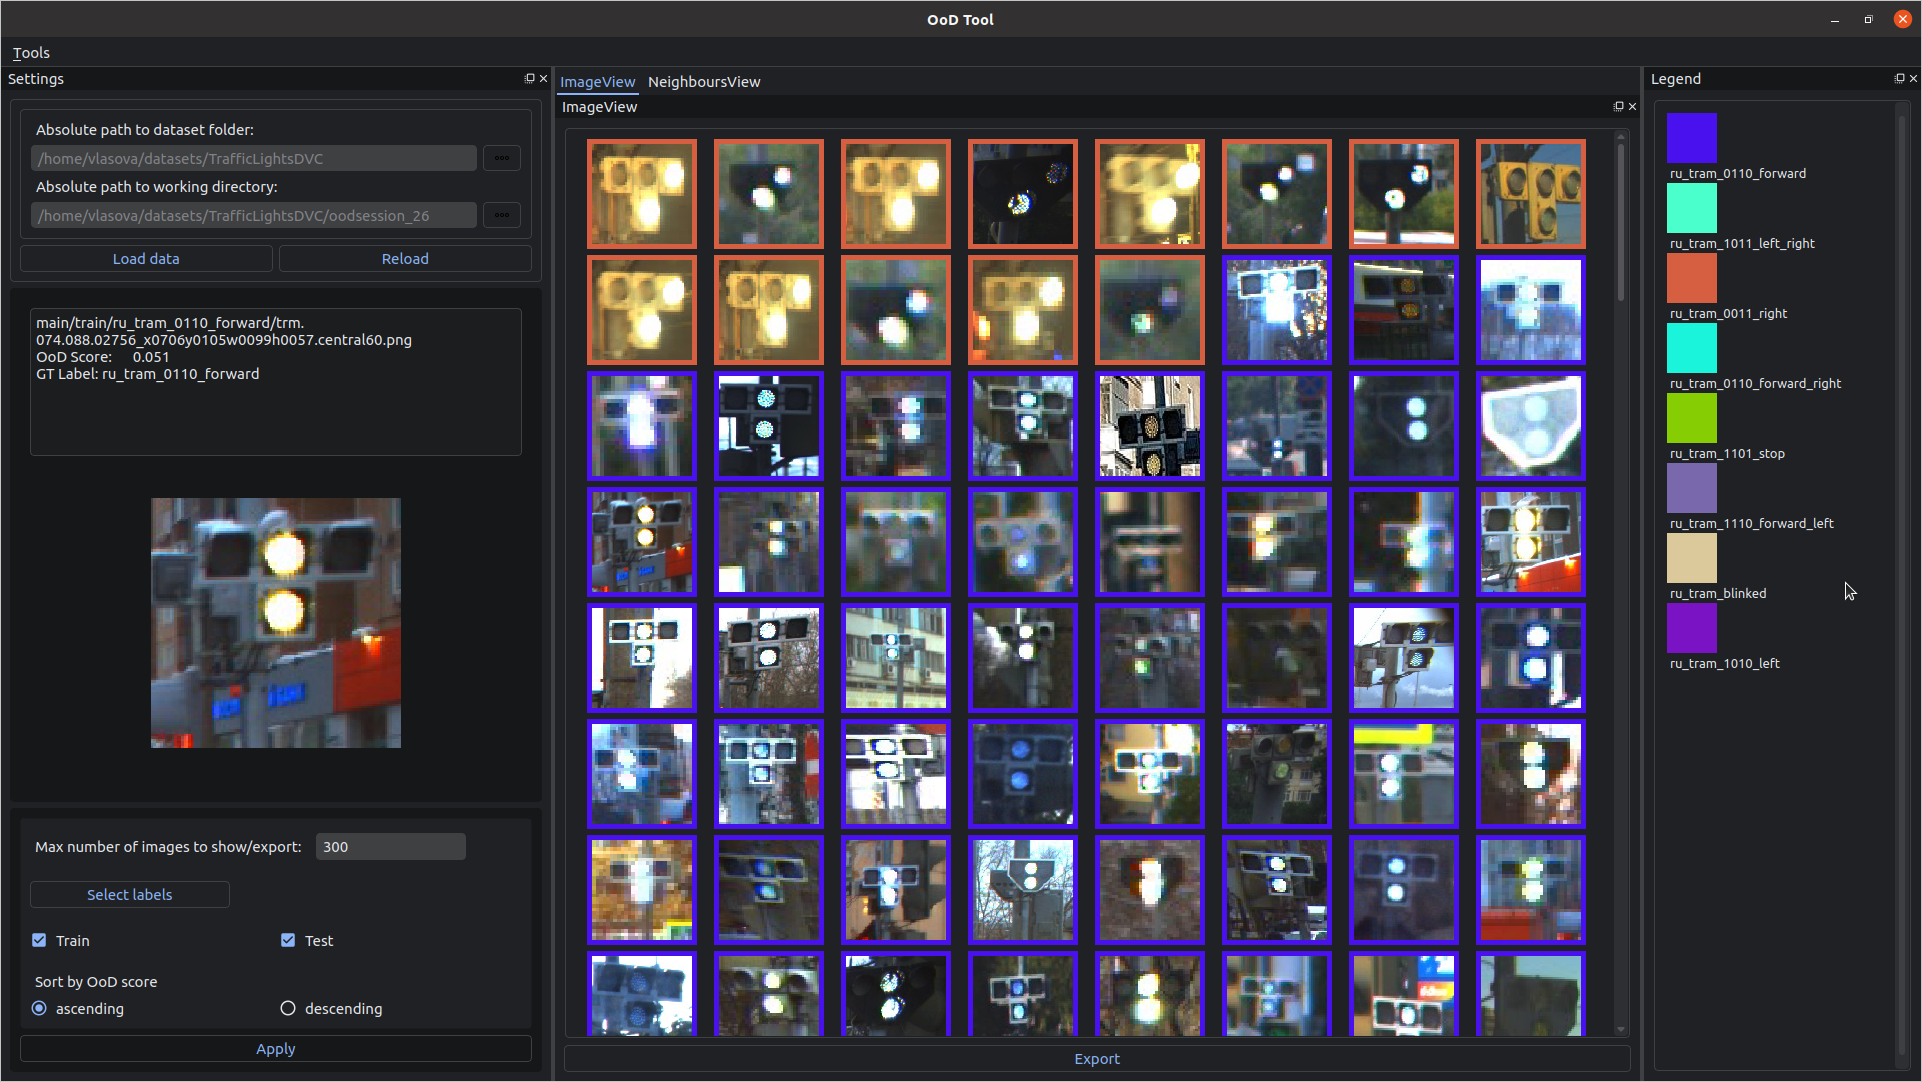 OoD Tool
Tools
Settings
Absolute path to dataset folder:
/home/vlasova/datasets/TrafficLightsDVC
Absolute path to working directory:
/home/vlasova/datasets/TrafficLightsDVC/oodsession_26
Load data
Reload
main/train/ru_tram_0110_forward/trm.
074.088.02756_x0706y0105w0099h0057.central60.png
OoD Score: 0.051
GT Label: ru_tram_0110_forward
Max number of images to show/export:
300
Select labels
Train
Test
Sort by OoD score
ascending
descending
Apply
ImageView
NeighboursView
ImageView
Export
Legend
ru_tram_0110_forward
ru_tram_1011_left_right
ru_tram_0011_right
ru_tram_0110_forward_right
ru_tram_1101_stop
ru_tram_1110_forward_left
ru_tram_blinked
ru_tram_1010_left